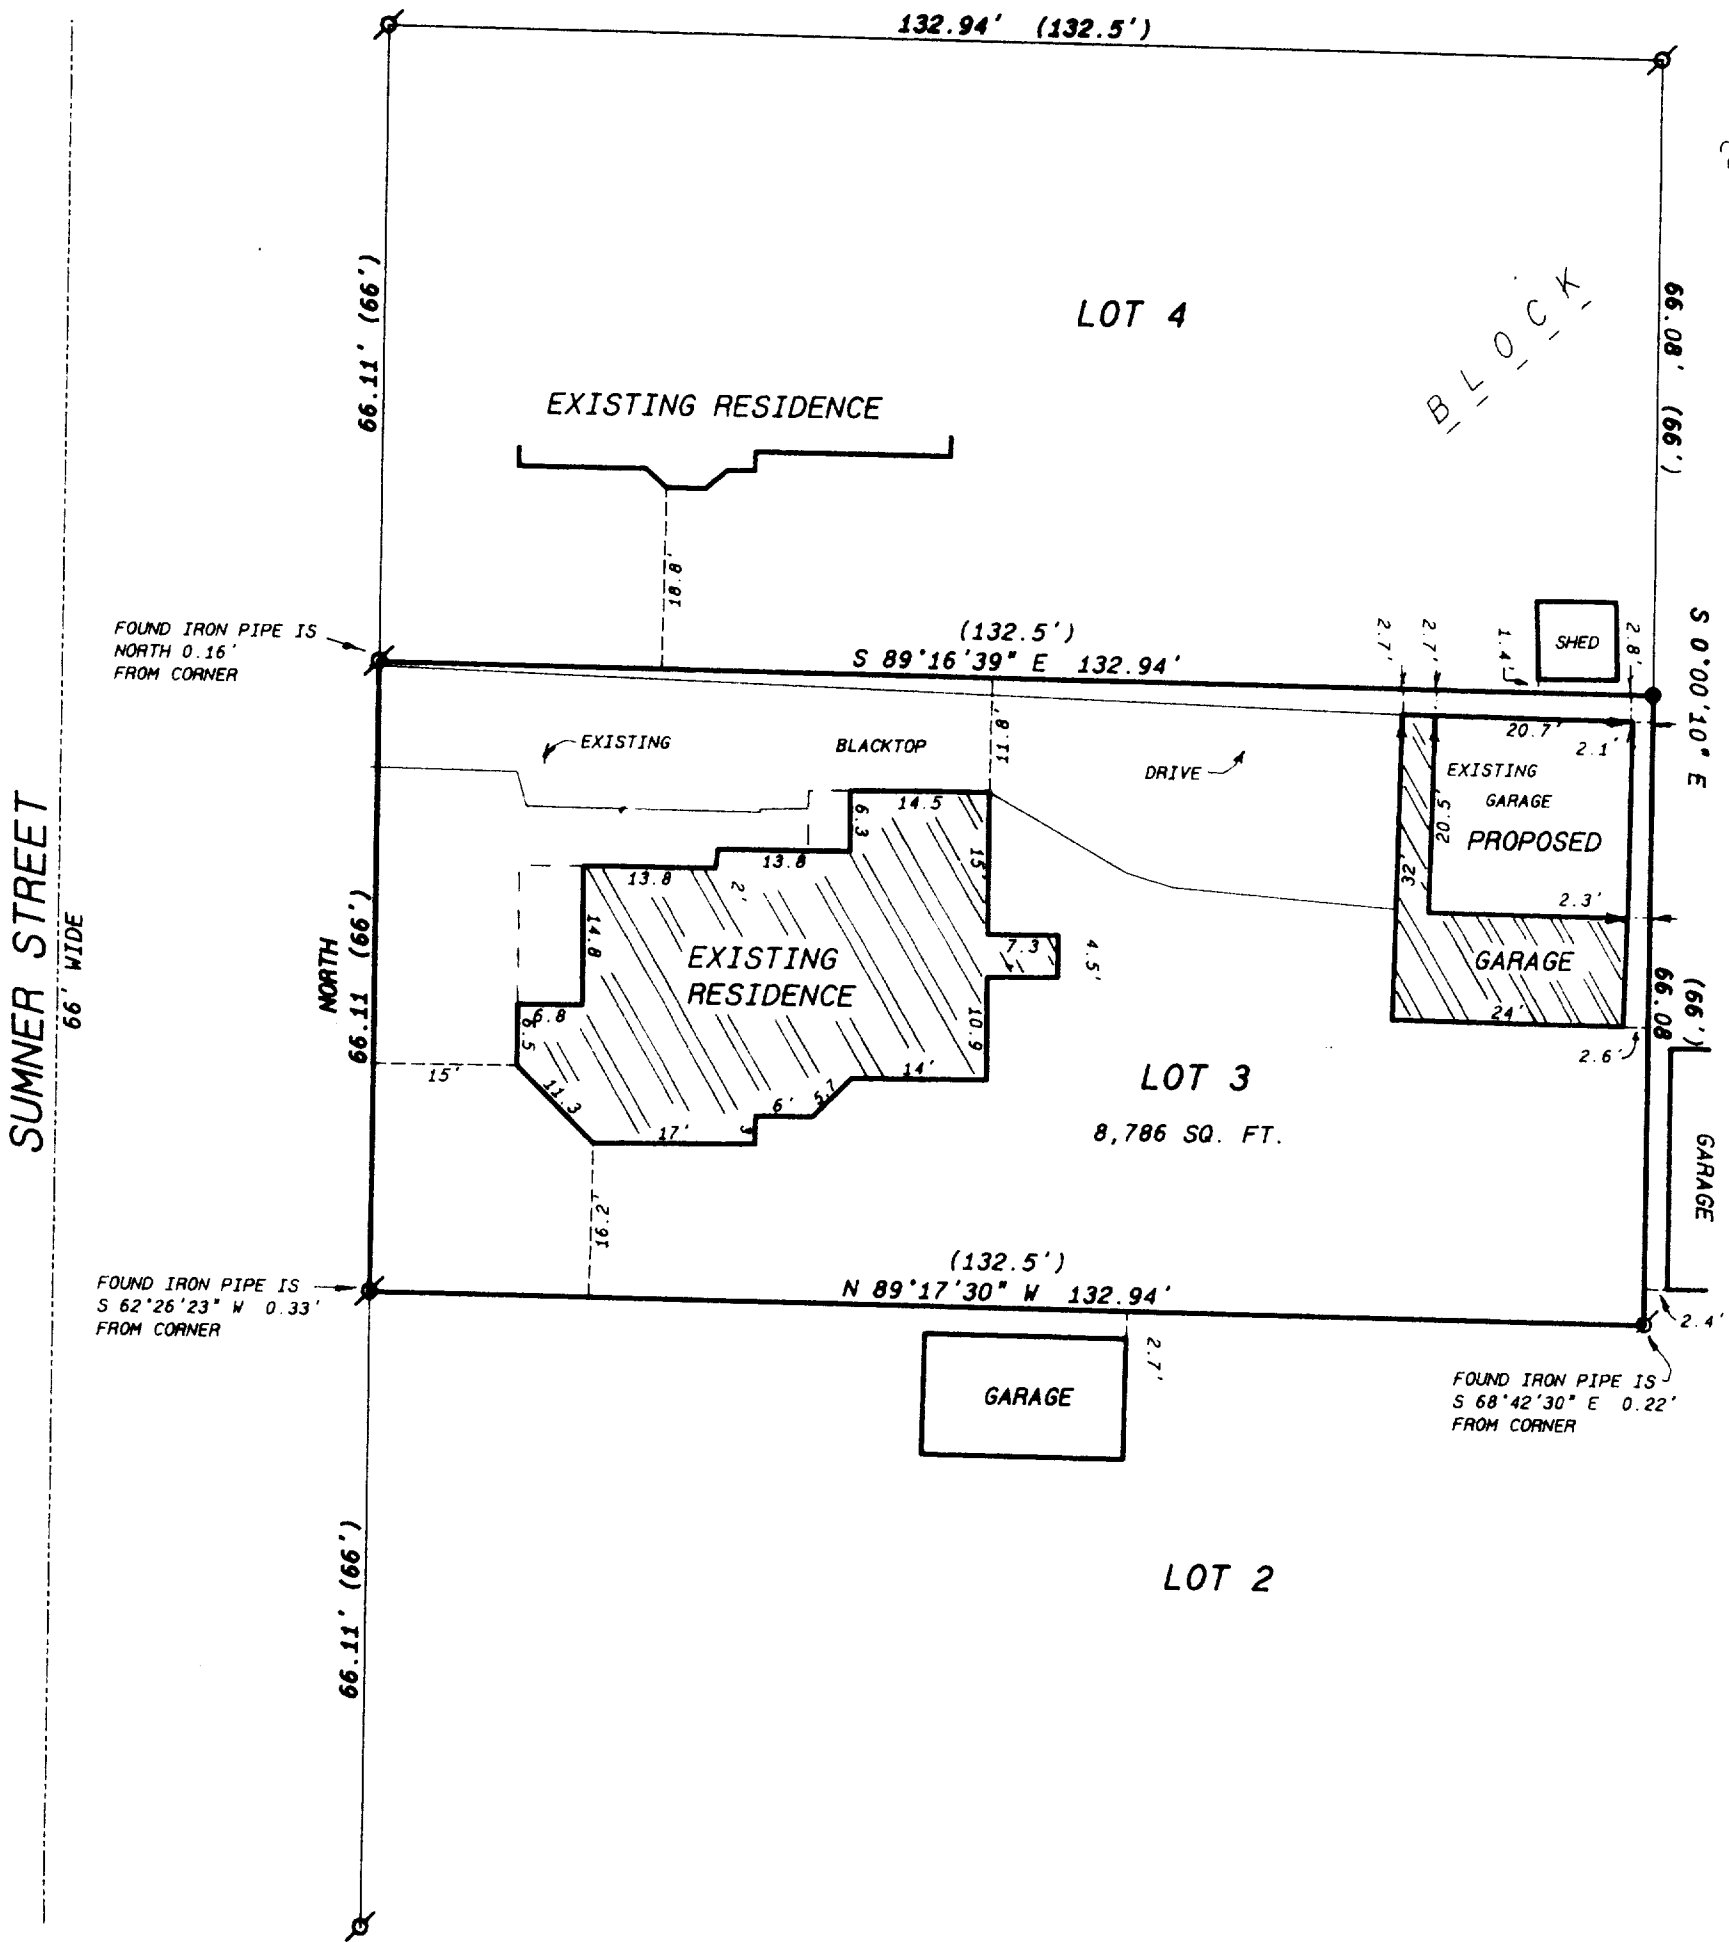 132.94' (132.5')
66.11' (66')
LOT 4
BLOCK
66.08' (66')
EXISTING RESIDENCE
18.8'
FOUND IRON PIPE IS
NORTH 0.16'
FROM CORNER
(132.5')
S 89°16'39" E 132.94'
2.7'
2.7'
1.4'
SHED
2.8'
S 0°00'10" E
EXISTING
BLACKTOP
DRIVE
11.8'
20.7'
2.1'
EXISTING
GARAGE
PROPOSED
20.5'
32'
2.3'
GARAGE
24'
2.6'
14.5
6.3
13.8
13.8
2'
15'
14.8
7.3
4.5'
EXISTING
RESIDENCE
6.8
6.5
10.9
15'
11.3
14'
5.7
6'
3'
17'
SUMNER STREET
66' WIDE
NORTH
66.11 (66')
(66')
66.08
LOT 3
8,786 SQ. FT.
GARAGE
16.2'
(132.5')
N 89°17'30" W 132.94'
FOUND IRON PIPE IS
S 62°26'23" W 0.33'
FROM CORNER
2.4'
2.7'
GARAGE
FOUND IRON PIPE IS
S 68°42'30" E 0.22'
FROM CORNER
66.11' (66')
LOT 2